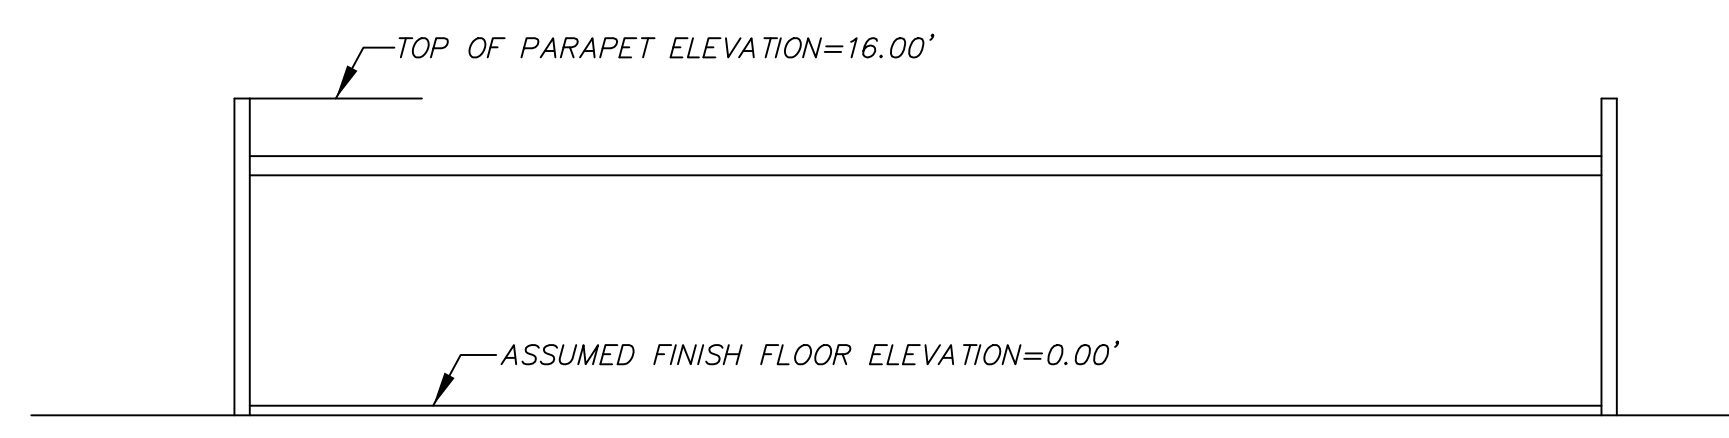 TOP OF PARAPET ELEVATION=16.00'
ASSUMED FINISH FLOOR ELEVATION=0.00'